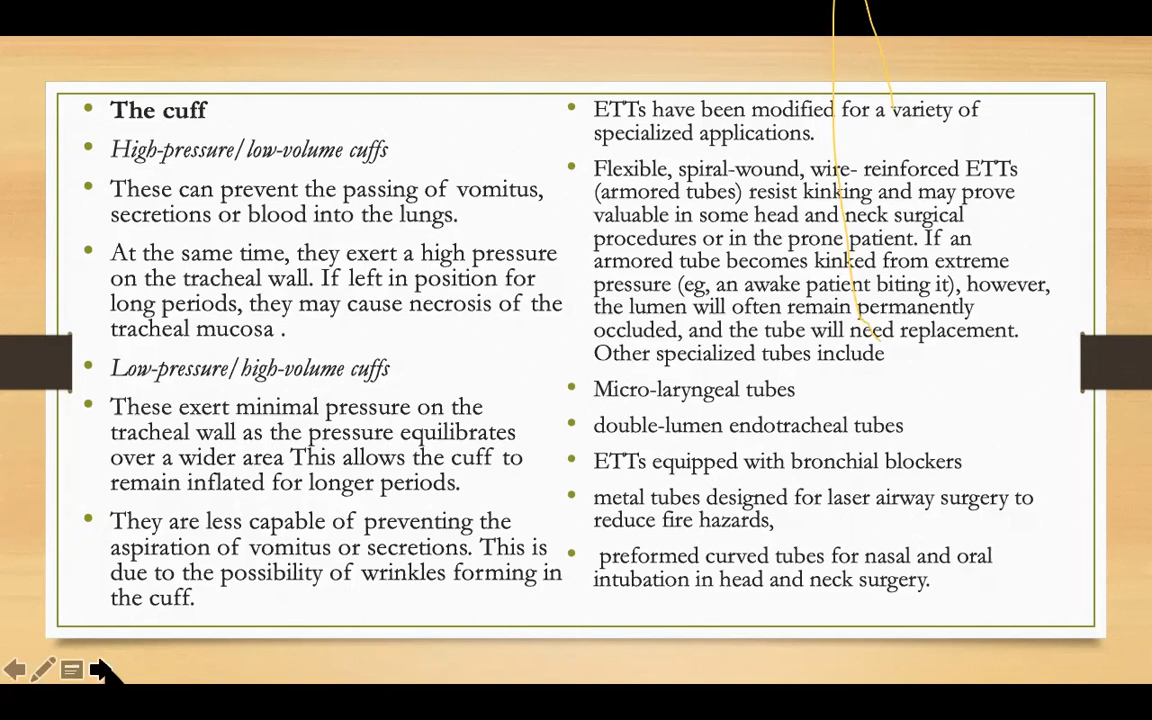 The cuff
High-pressure/low-volume cuffs
These can prevent the passing of vomitus,
secretions or blood into the lungs.
At the same time, they exert a high pressure
on the tracheal wall. If left in position for
long periods, they may cause necrosis of the
tracheal mucosa .
Low-pressure/high-volume cuffs
These exert minimal pressure on the
tracheal wall as the pressure equilibrates
over a wider area This allows the cuff to
remain inflated for longer periods.
They are less capable of preventing the
aspiration of vomitus or secretions. This is
due to the possibility of wrinkles forming in
the cuff.
ETTs have been modified for a variety of
specialized applications.
Flexible, spiral-wound, wire- reinforced ETTs
(armored tubes) resist kinking and may prove
valuable in some head and neck surgical
procedures or in the prone patient. If an
armored tube becomes kinked from extreme
pressure (eg, an awake patient biting it), however,
the lumen will often remain permanently
occluded, and the tube will need replacement.
Other specialized tubes include
Micro-laryngeal tubes
double-lumen endotracheal tubes
ETTs equipped with bronchial blockers
metal tubes designed for laser airway surgery to
reduce fire hazards,
preformed curved tubes for nasal and oral
intubation in head and neck surgery.